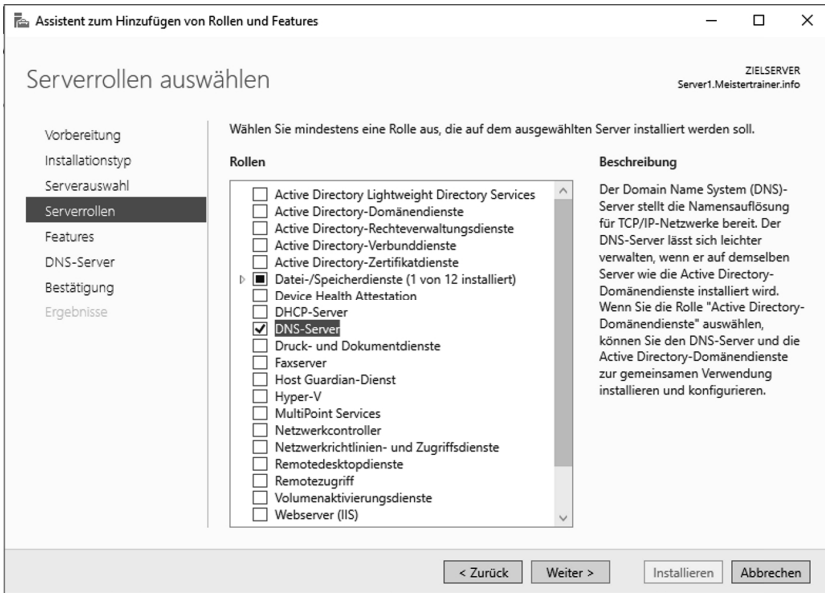 Assistent zum Hinzufügen von Rollen und Features
Serverrollen auswählen
ZIELSERVER
Server1.Meistertrainer.info
Vorbereitung
Installationstyp
Serverauswahl
Serverrollen
Features
DNS-Server
Bestätigung
Ergebnisse
Wählen Sie mindestens eine Rolle aus, die auf dem ausgewählten Server installiert werden soll.
Rollen
Active Directory Lightweight Directory Services
Active Directory-Domänendienste
Active Directory-Rechteverwaltungsdienste
Active Directory-Verbunddienste
Active Directory-Zertifikatdienste
Datei-/Speicherdienste (1 von 12 installiert)
Device Health Attestation
DHCP-Server
DNS-Server
Druck- und Dokumentdienste
Faxserver
Host Guardian-Dienst
Hyper-V
MultiPoint Services
Netzwerkcontroller
Netzwerkrichtlinien- und Zugriffsdienste
Remotedesktopdienste
Remotezugriff
Volumenaktivierungsdienste
Webserver (IIS)
Beschreibung
Der Domain Name System (DNS)-
Server stellt die Namensauflösung
für TCP/IP-Netzwerke bereit. Der
DNS-Server lässt sich leichter
verwalten, wenn er auf demselben
Server wie die Active Directory-
Domänendienste installiert wird.
Wenn Sie die Rolle "Active Directory-
Domänendienste" auswählen,
können Sie den DNS-Server und die
Active Directory-Domänendienste
zur gemeinsamen Verwendung
installieren und konfigurieren.
< Zurück
Weiter >
Installieren
Abbrechen